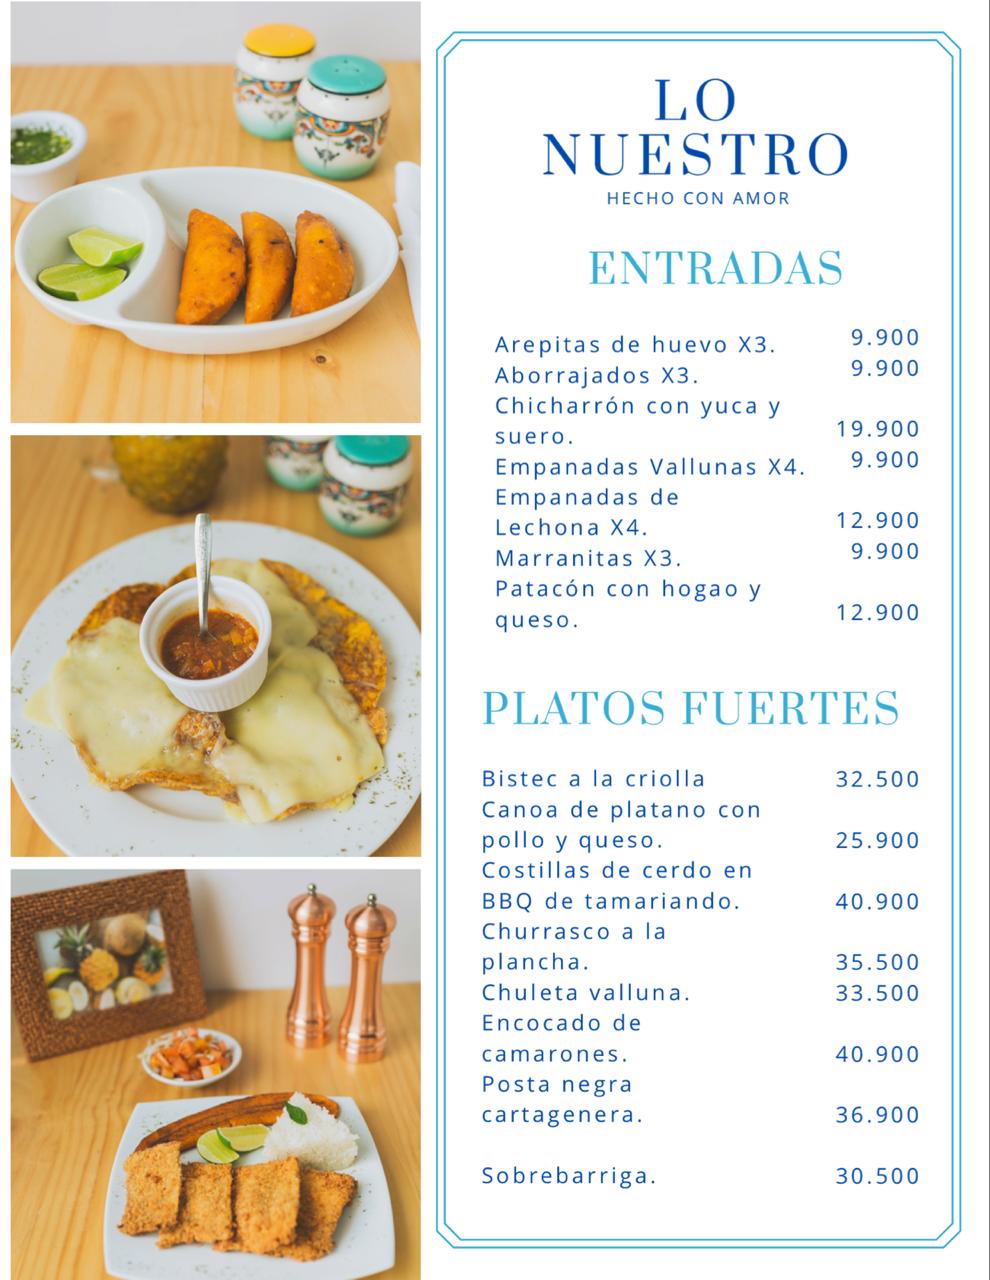 LO
NUESTRO
HECHO CON AMOR
ENTRADAS
Arepitas de huevo X3. 9.900
Aborrajados X3. 9.900
Chicharrón con yuca y
suero. 19.900
Empanadas Vallunas X4. 9.900
Empanadas de
Lechona X4. 12.900
Marranitas X3. 9.900
Patacón con hogao y
queso. 12.900
PLATOS FUERTES
Bistec a la criolla 32.500
Canoa de platano con
pollo y queso. 25.900
Costillas de cerdo en
BBQ de tamariando. 40.900
Churrasco a la
plancha. 35.500
Chuleta valluna. 33.500
Encocado de
camarones. 40.900
Posta negra
cartagenera. 36.900
Sobrebarriga. 30.500